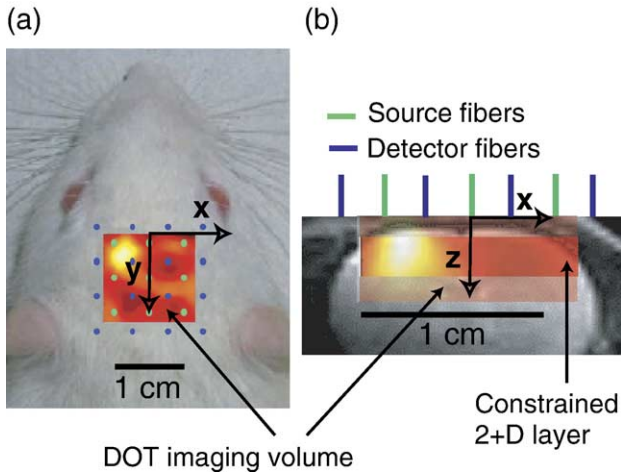 (a)
(b)
Source fibers
Detector fibers
x
y
1 cm
x
z
1 cm
DOT imaging volume
Constrained
2+D layer